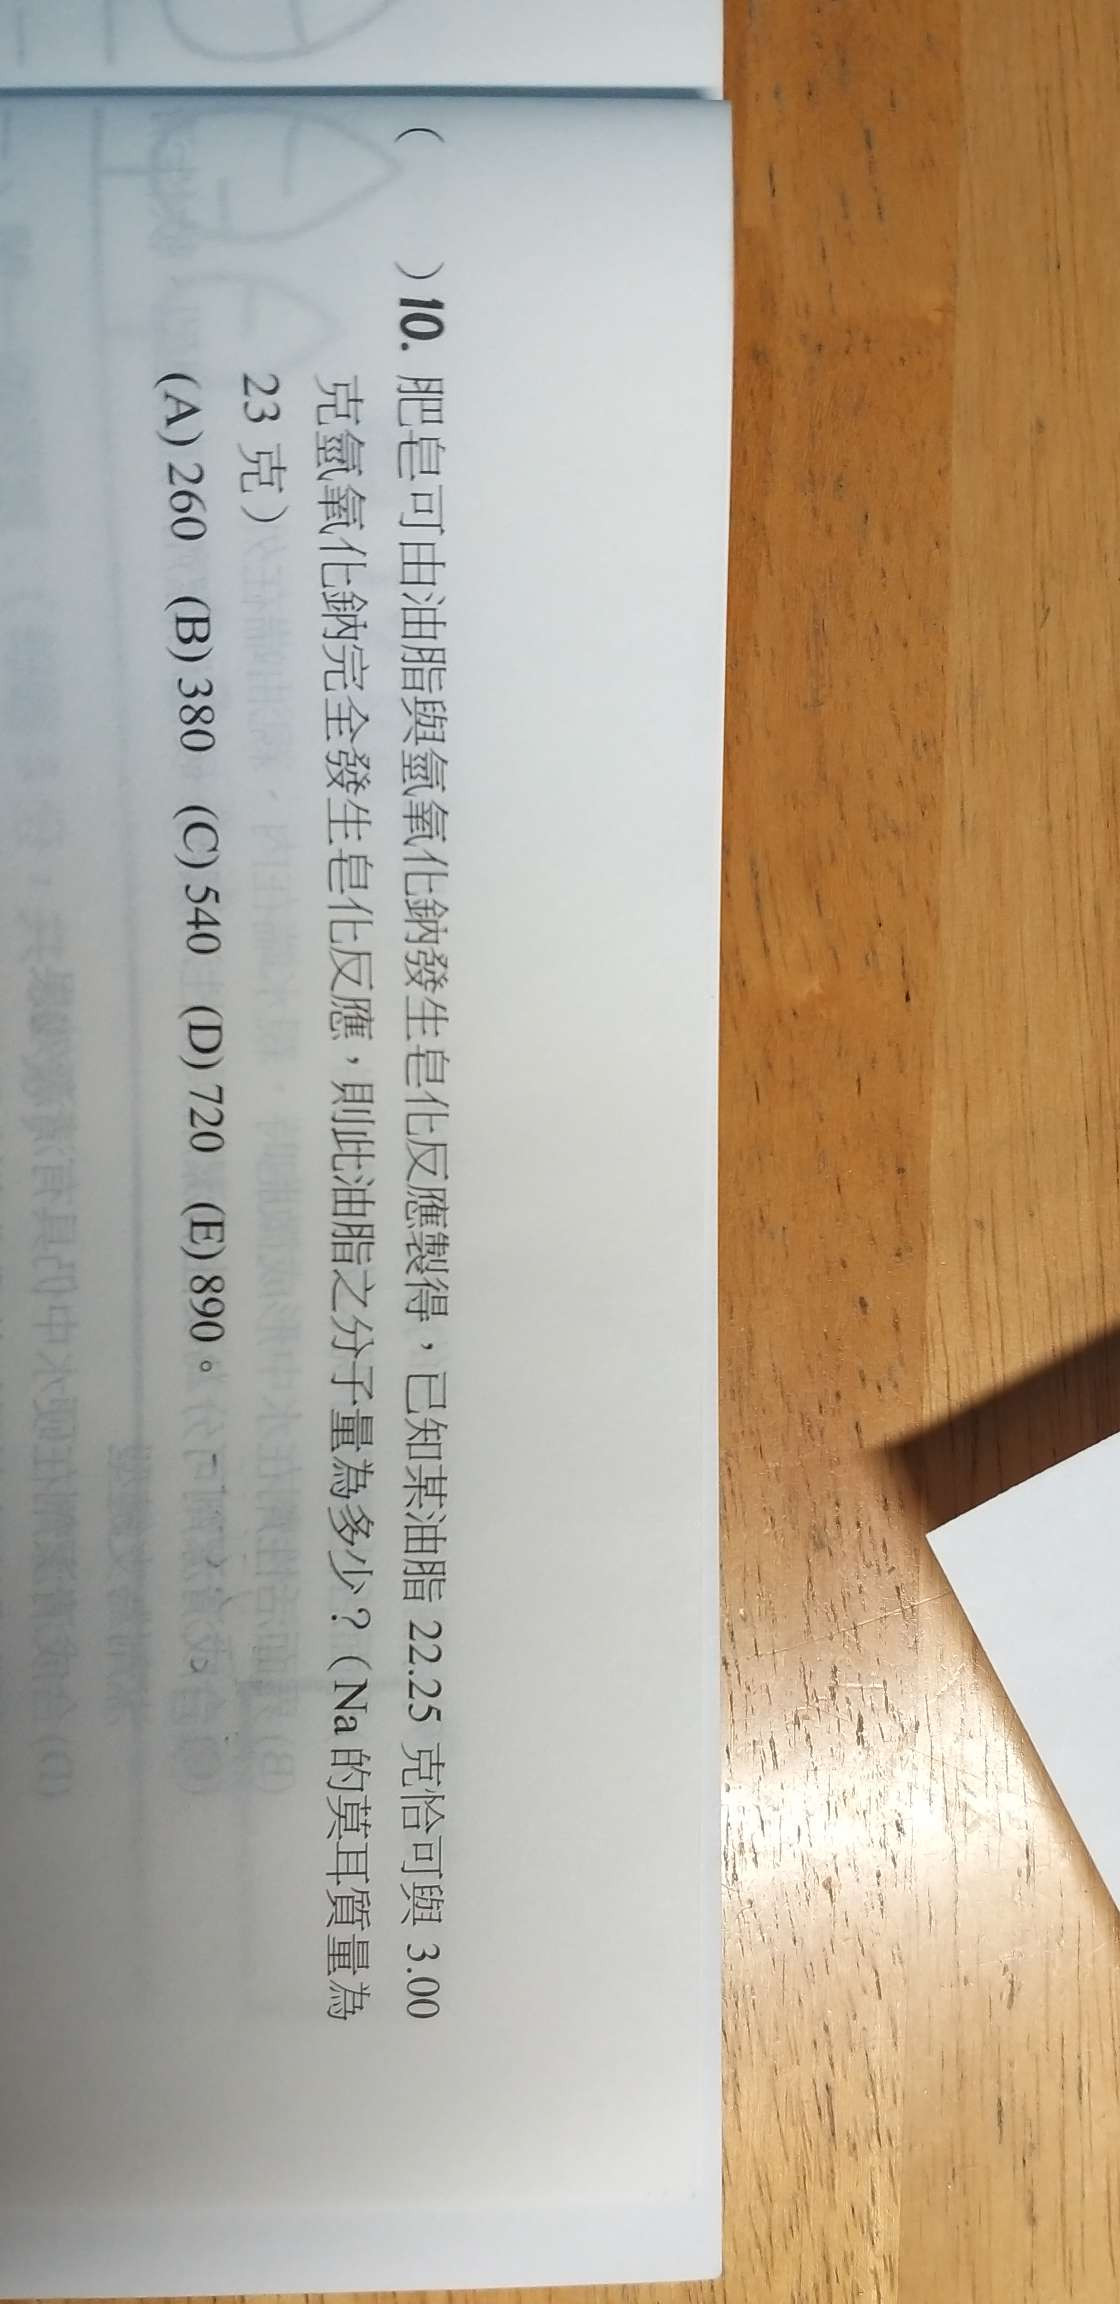 (　　) 10. 肥皂可由油脂與氫氧化鈉發生皂化反應製得，已知某油脂 22.25 克恰可與 3.00
克氫氧化鈉完全發生皂化反應，則此油脂之分子量為多少？( Na 的莫耳質量為
23 克 )
(A) 260 (B) 380 (C) 540 (D) 720 (E) 890。